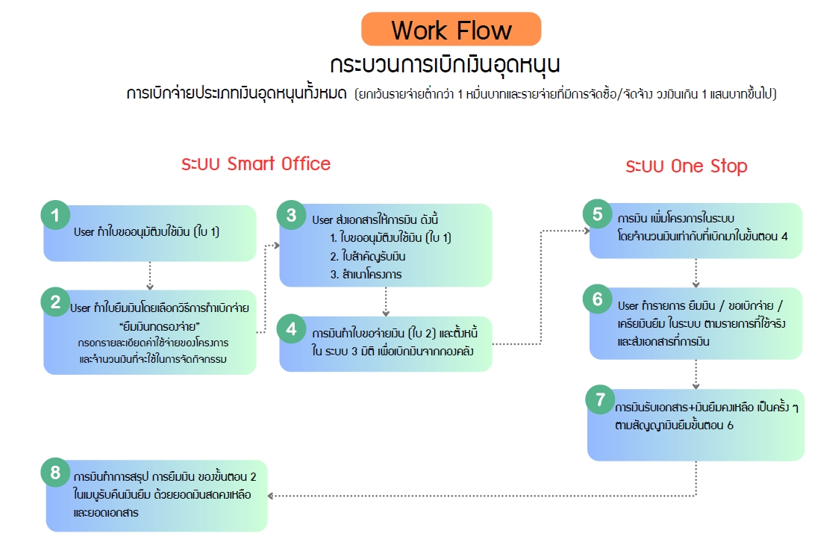 Work Flow
กระบวนการเบิกเงินอุดหนุน
การเบิกจ่ายประเภทเงินอุดหนุนทั้งหมด (ยกเว้นรายจ่ายต่ำกว่า 1 หมื่นบาทและรายจ่ายที่มีการจัดซื้อ/จัดจ้าง วงเงินเกิน 1 แสนบาทขึ้นไป)
ระบบ Smart Office
ระบบ One Stop
1
User ทำใบขออนุมัติงบใช้เงิน (ใบ 1)
2
User ทำใบยืมเงินโดยเลือกวิธีการทำเบิกจ่าย
“ยืมเงินทดรองจ่าย”
กรอกรายละเอียดค่าใช้จ่ายของโครงการ
และจำนวนเงินที่จะใช้ในการจัดกิจกรรม
3
User ส่งเอกสารให้การเงิน ดังนี้
1. ใบขออนุมัติงบใช้เงิน (ใบ 1)
2. ใบสำคัญรับเงิน
3. สำเนาโครงการ
4
การเงินทำใบขอจ่ายเงิน (ใบ 2) และตั้งหนี้
ใน ระบบ 3 มิติ เพื่อเบิกเงินจากกองคลัง
5
การเงิน เพิ่มโครงการในระบบ
โดยจำนวนเงินเท่ากับที่เบิกมาในขั้นตอน 4
6
User ทำรายการ ยืมเงิน / ขอเบิกจ่าย /
เคลียเงินยืม ในระบบ ตามรายการที่ใช้จริง
และส่งเอกสารที่การเงิน
7
การเงินรับเอกสาร+เงินยืมคงเหลือ เป็นครั้ง ๆ
ตามสัญญาเงินยืมขั้นตอน 6
8
การเงินทำการสรุป การยืมเงิน ของขั้นตอน 2
ในเมนูรับคืนเงินยืม ด้วยยอดเงินสดคงเหลือ
และยอดเอกสาร